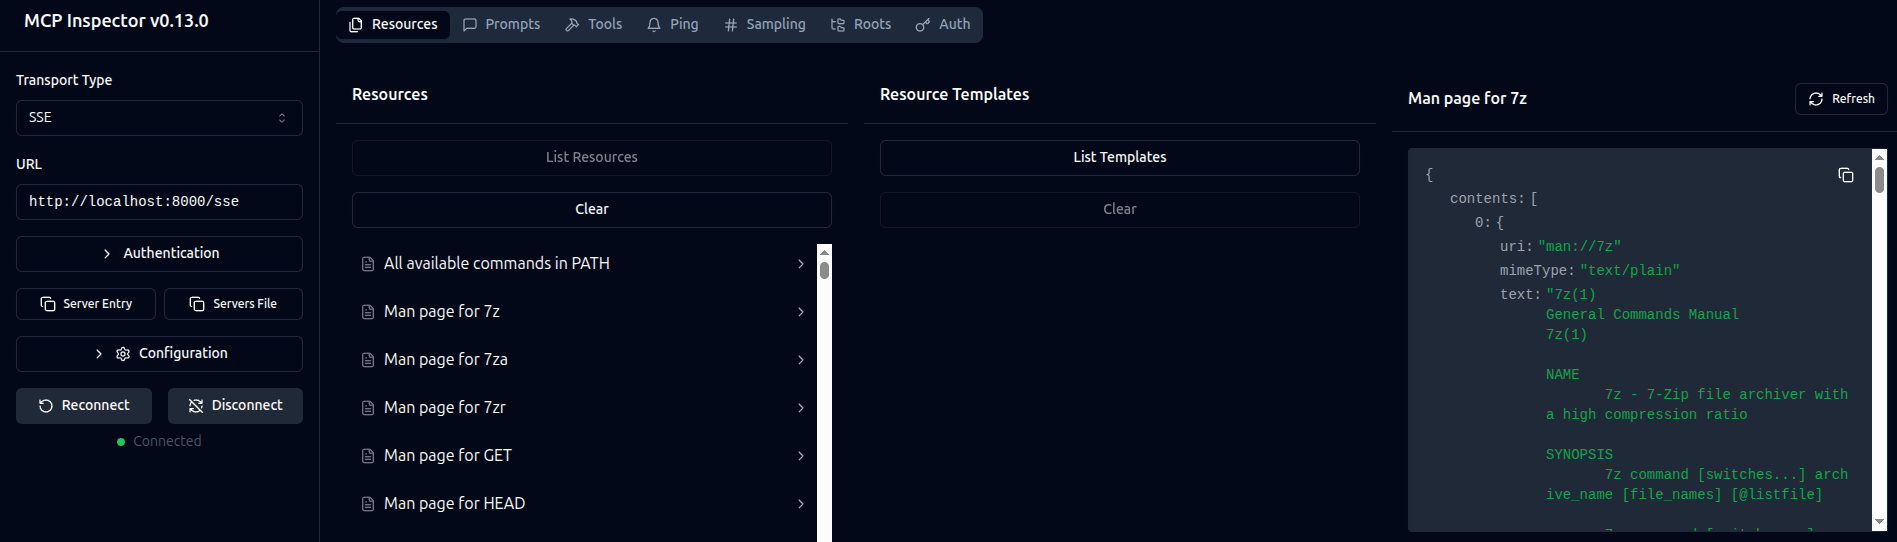 MCP Inspector v0.13.0
Transport Type
SSE
URL
http://localhost:8000/sse
Authentication
Server Entry
Servers File
Configuration
Reconnect
Disconnect
Connected
Resources
Prompts
Tools
Ping
Sampling
Roots
Auth
Resources
List Resources
Clear
All available commands in PATH
Man page for 7z
Man page for 7za
Man page for 7zr
Man page for GET
Man page for HEAD
Resource Templates
List Templates
Clear
Man page for 7z
Refresh
{
contents: [
0: {
uri: "man://7z"
mimeType: "text/plain"
text: "7z(1)
General Commands Manual
7z(1)
NAME
7z - 7-Zip file archiver with
a high compression ratio
SYNOPSIS
7z command [switches...] arch
ive_name [file_names] [@listfile]